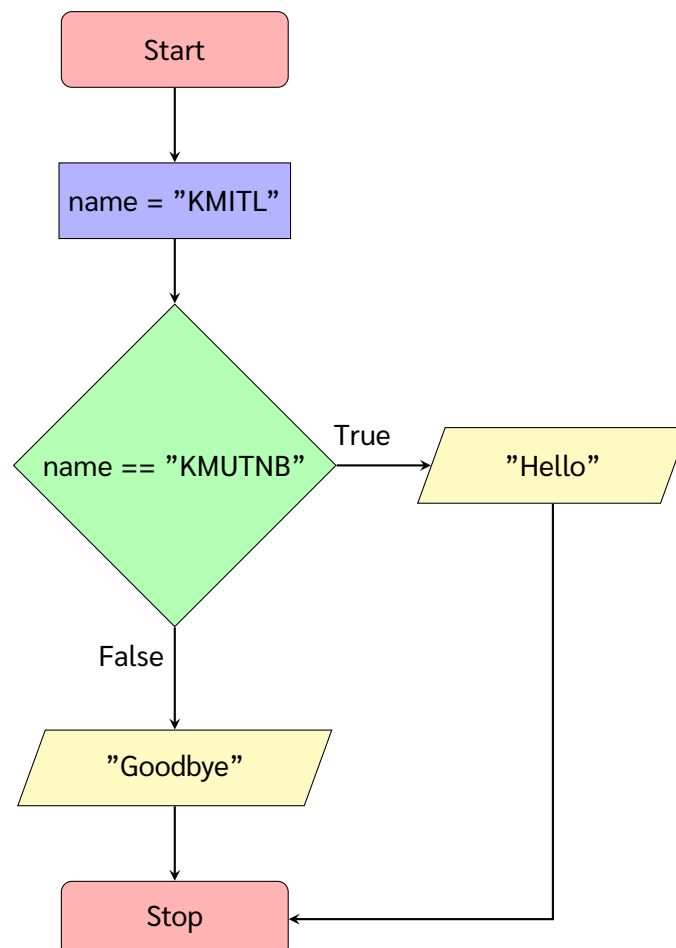 Start
name = ”KMITL”
name == ”KMUTNB”
True
”Hello”
False
”Goodbye”
Stop